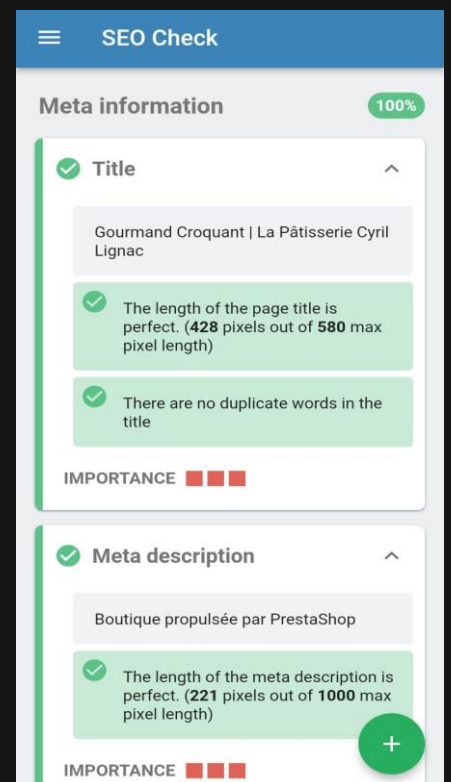 SEO Check
Meta information
100%
Title
Gourmand Croquant | La Pâtisserie Cyril
Lignac
The length of the page title is
perfect. (428 pixels out of 580 max
pixel length)
There are no duplicate words in the
title
IMPORTANCE
Meta description
Boutique propulsée par PrestaShop
The length of the meta description is
perfect. (221 pixels out of 1000 max
pixel length)
IMPORTANCE